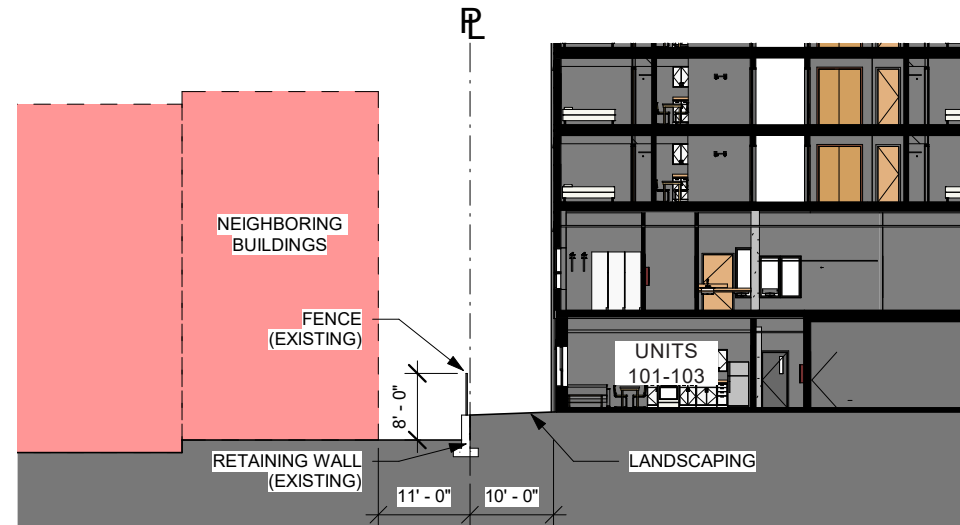 PL
NEIGHBORING
BUILDINGS
FENCE
(EXISTING)
UNITS
101-103
8' - 0"
RETAINING WALL
(EXISTING)
LANDSCAPING
11' - 0"
10' - 0"